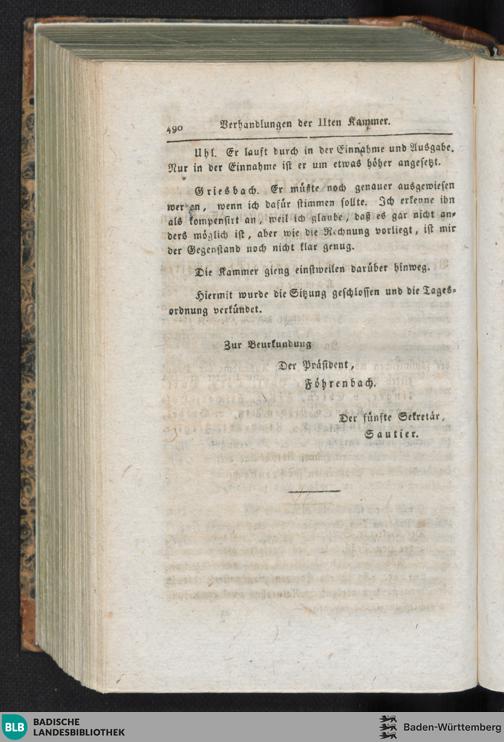 490 Verhandlungen der IIten Kammer.
Uhl. Er lauft durch in der Einnahme und Ausgabe.
Nur in der Einnahme ist er um etwas höher angesetzt.
Griesbach. Er müßte noch genauer ausgewiesen
werden, wenn ich dafür stimmen sollte. Ich erkenne ihn
als kompensirt an, weil ich glaube, daß es gar nicht an=
ders möglich ist, aber wie die Rechnung vorliegt, ist mir
der Gegenstand noch nicht klar genug.
Die Kammer gieng einstweilen darüber hinweg.
Hiermit wurde die Sitzung geschlossen und die Tages=
ordnung verkündet.
Zur Beurkundung
Der Präsident,
Föhrenbach.
Der fünfte Sekretär,
Sautier.
BLB BADISCHE
LANDESBIBLIOTHEK
Baden-Württemberg